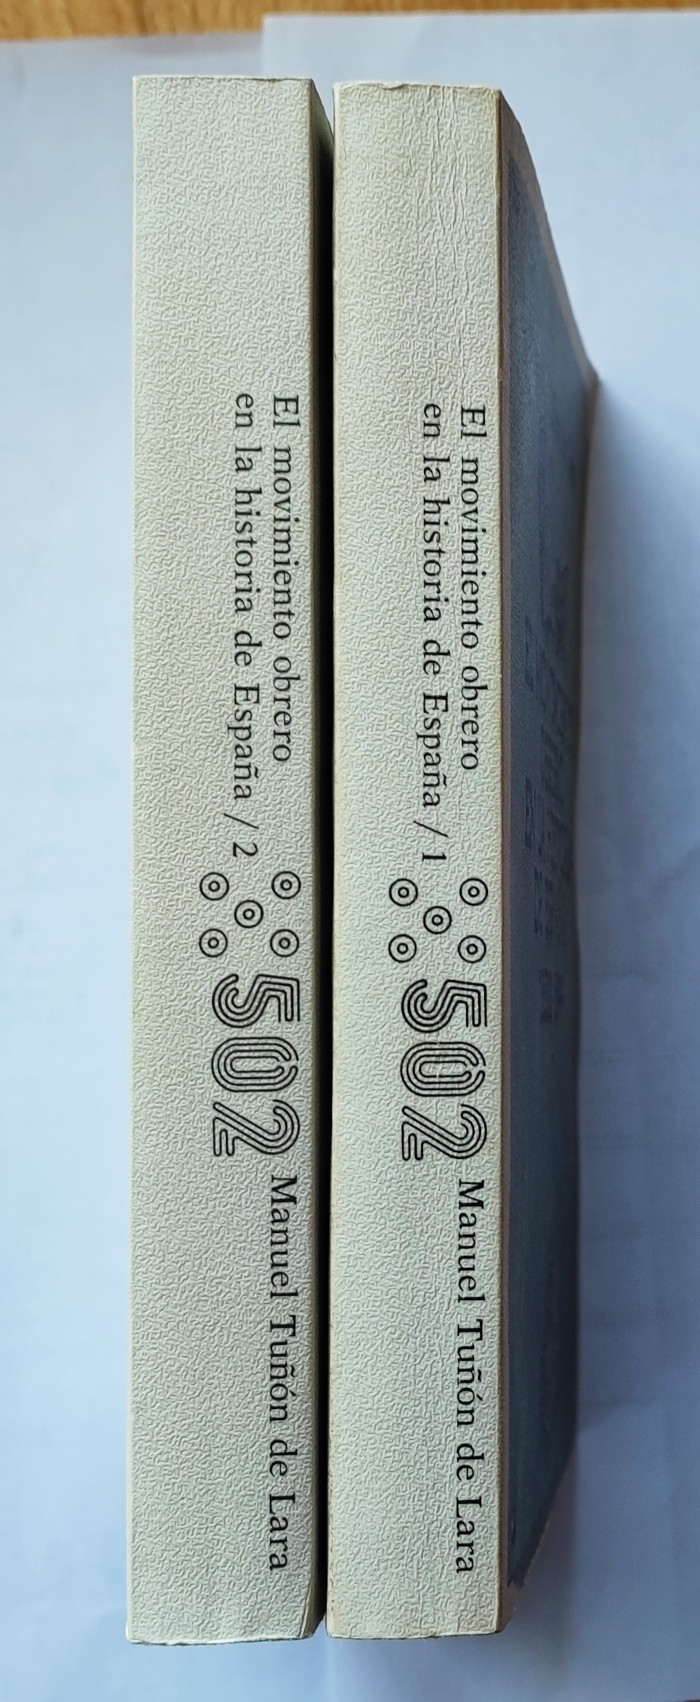 El movimiento obrero
en la historia de España / 2
502
Manuel Tuñón de Lara
El movimiento obrero
en la historia de España / 1
502
Manuel Tuñón de Lara